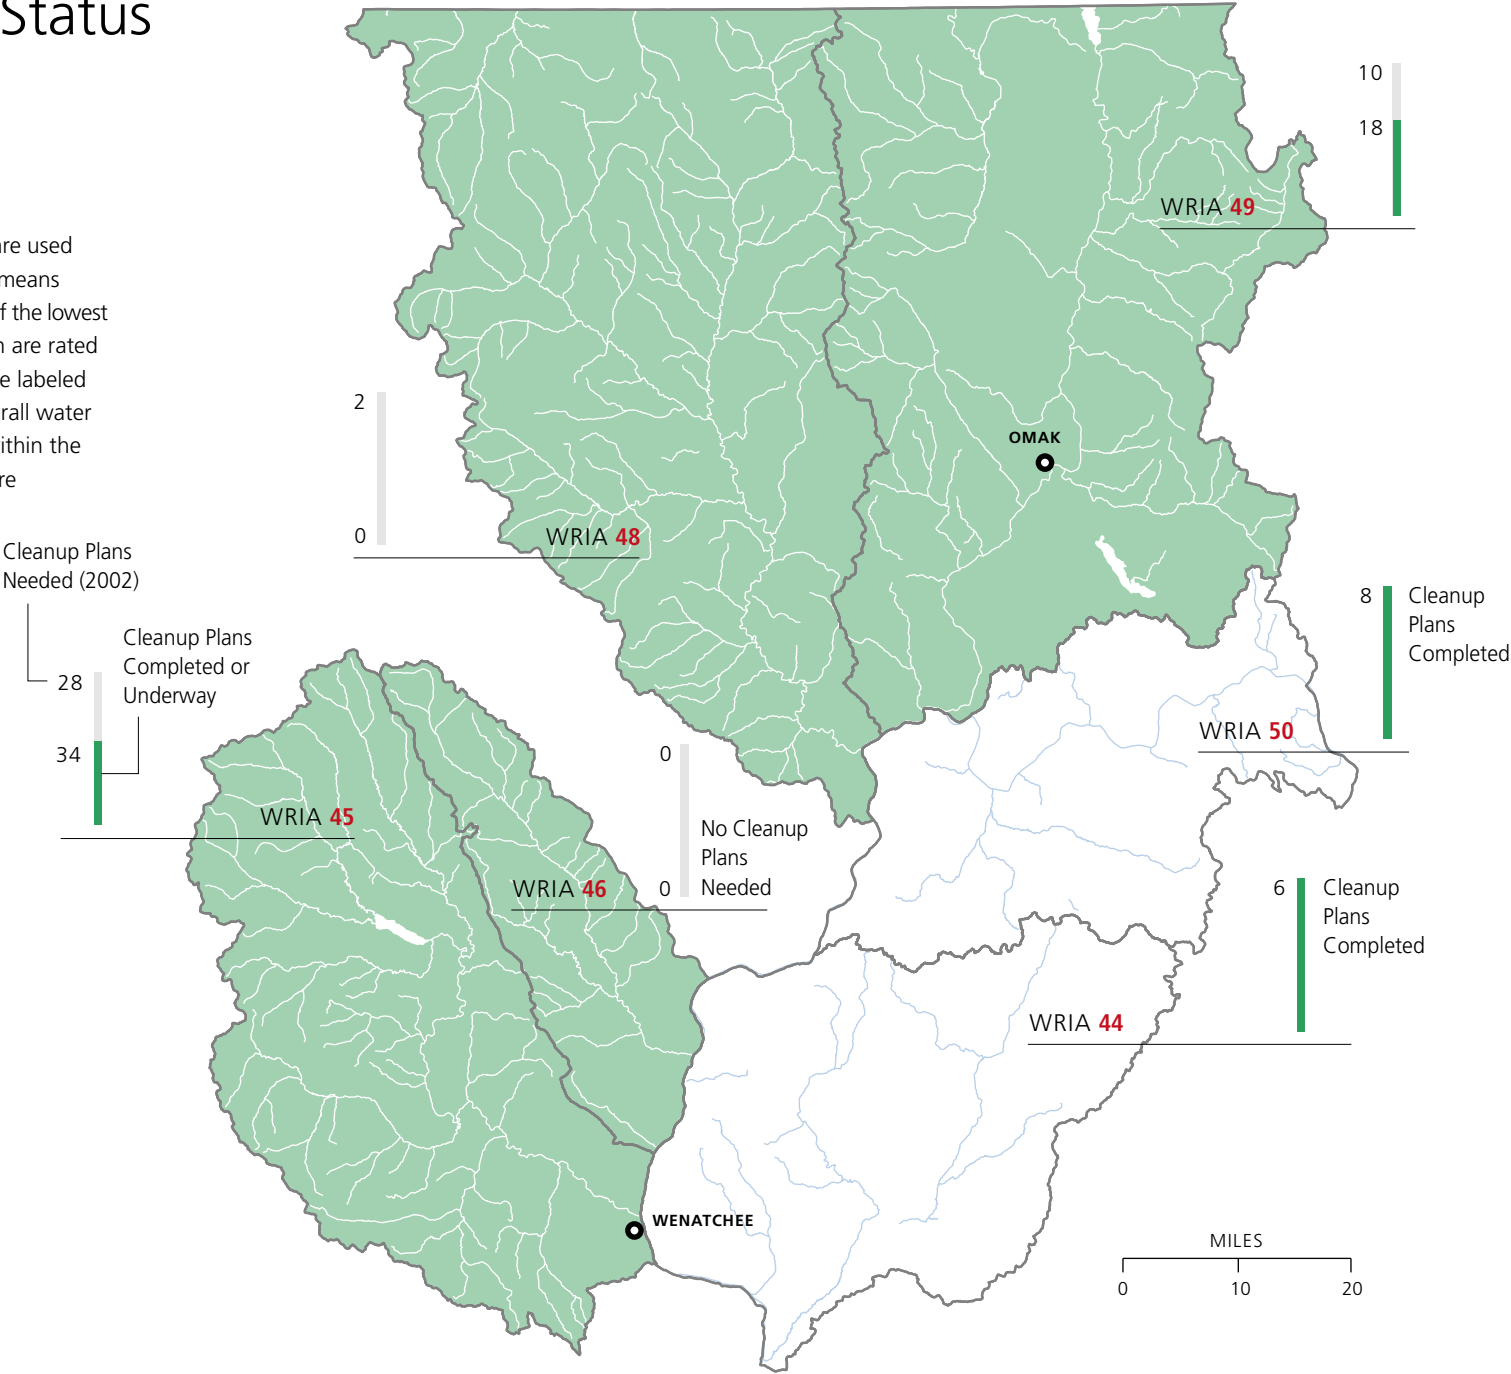 Status
are used
means
f the lowest
n are rated
e labeled
rall water
ithin the
re
Cleanup Plans
Needed (2002)
Cleanup Plans
Completed or
Underway
28
34
WRIA 45
2
0
WRIA 48
10
18
WRIA 49
OMAK
8
Cleanup
Plans
Completed
WRIA 50
0
0
No Cleanup
Plans
Needed
WRIA 46
6
Cleanup
Plans
Completed
WRIA 44
WENATCHEE
MILES
0 10 20